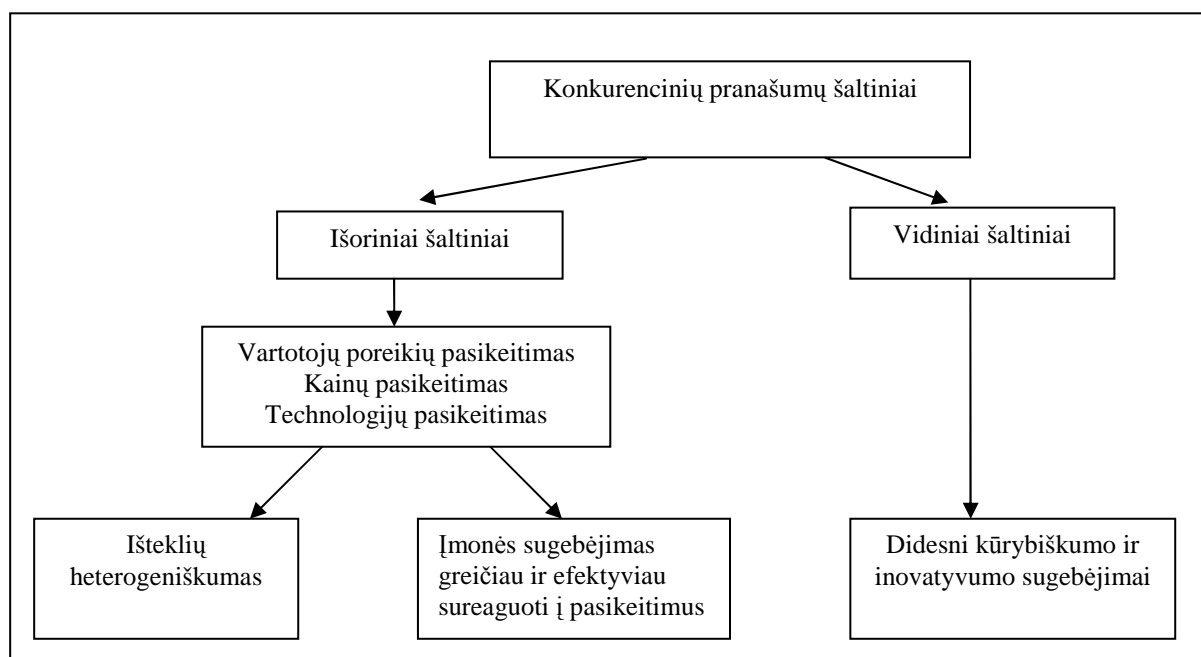 Konkurencinių pranašumų šaltiniai
Išoriniai šaltiniai
Vidiniai šaltiniai
Vartotojų poreikių pasikeitimas
Kainų pasikeitimas
Technologijų pasikeitimas
Išteklių
heterogeniškumas
Įmonės sugebėjimas
greičiau ir efektyviau
sureaguoti į pasikeitimus
Didesni kūrybiškumo ir
inovatyvumo sugebėjimai